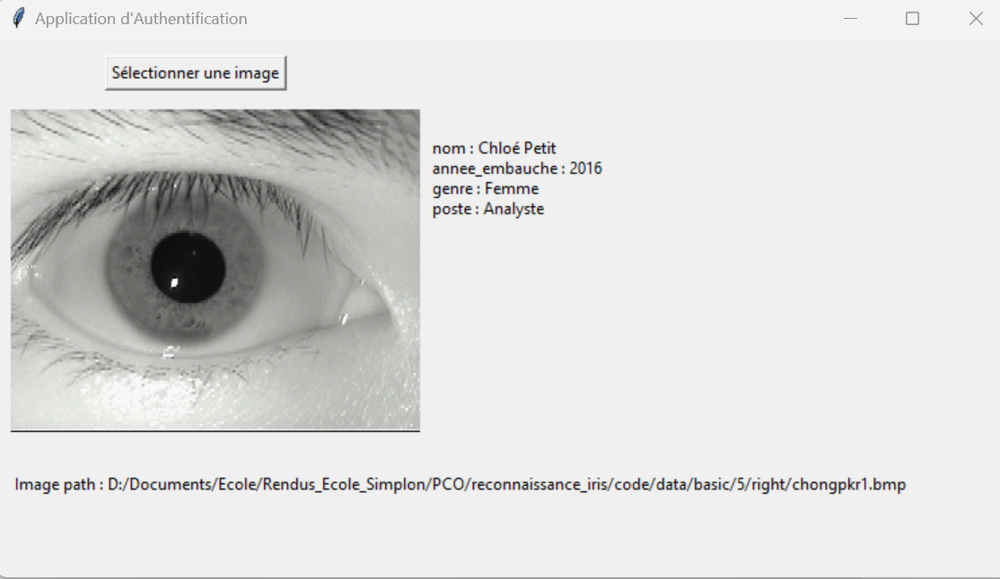 Application d'Authentification
Sélectionner une image
nom : Chloé Petit
annee_embauche : 2016
genre : Femme
poste : Analyste
Image path : D:/Documents/Ecole/Rendus_Ecole_Simplon/PCO/reconnaissance_iris/code/data/basic/5/right/chongpkr1.bmp